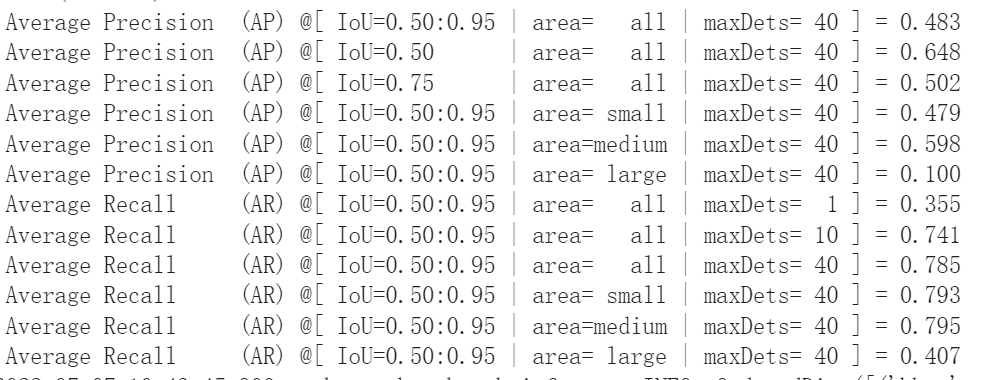 Average Precision  (AP) @[ IoU=0.50:0.95 | area=   all | maxDets= 40 ] = 0.483
Average Precision  (AP) @[ IoU=0.50      | area=   all | maxDets= 40 ] = 0.648
Average Precision  (AP) @[ IoU=0.75      | area=   all | maxDets= 40 ] = 0.502
Average Precision  (AP) @[ IoU=0.50:0.95 | area= small | maxDets= 40 ] = 0.479
Average Precision  (AP) @[ IoU=0.50:0.95 | area=medium | maxDets= 40 ] = 0.598
Average Precision  (AP) @[ IoU=0.50:0.95 | area= large | maxDets= 40 ] = 0.100
Average Recall     (AR) @[ IoU=0.50:0.95 | area=   all | maxDets=  1 ] = 0.355
Average Recall     (AR) @[ IoU=0.50:0.95 | area=   all | maxDets= 10 ] = 0.741
Average Recall     (AR) @[ IoU=0.50:0.95 | area=   all | maxDets= 40 ] = 0.785
Average Recall     (AR) @[ IoU=0.50:0.95 | area= small | maxDets= 40 ] = 0.793
Average Recall     (AR) @[ IoU=0.50:0.95 | area=medium | maxDets= 40 ] = 0.795
Average Recall     (AR) @[ IoU=0.50:0.95 | area= large | maxDets= 40 ] = 0.407